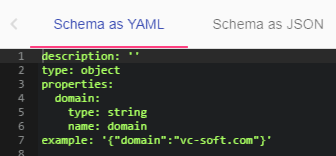 Schema as YAML Schema as JSON
1 description: ''
2 type: object
3 properties:
4 domain:
5 type: string
6 name: domain
7 example: '{"domain":"vc-soft.com"}'